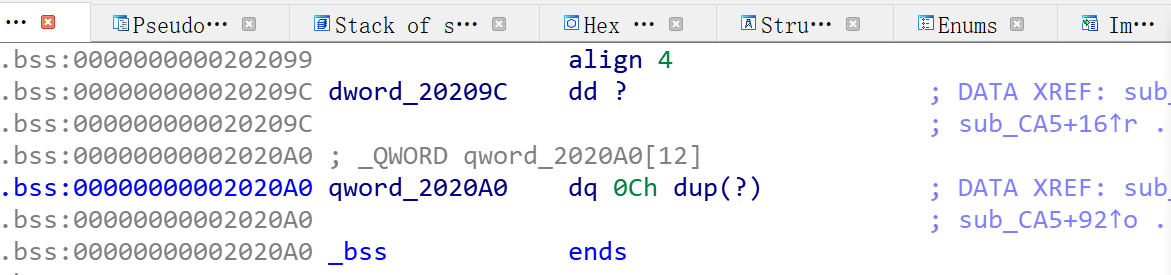 ... Pseudo... Stack of s... Hex ... Stru... Enums Im...
.bss:0000000000202099 align 4
.bss:000000000020209C dword_20209C dd ? ; DATA XREF: sub_
.bss:000000000020209C ; sub_CA5+16↑r .
.bss:00000000002020A0 ; _QWORD qword_2020A0[12]
.bss:00000000002020A0 qword_2020A0 dq 0Ch dup(?) ; DATA XREF: sub_
.bss:00000000002020A0 ; sub_CA5+92↑o .
.bss:00000000002020A0 _bss ends